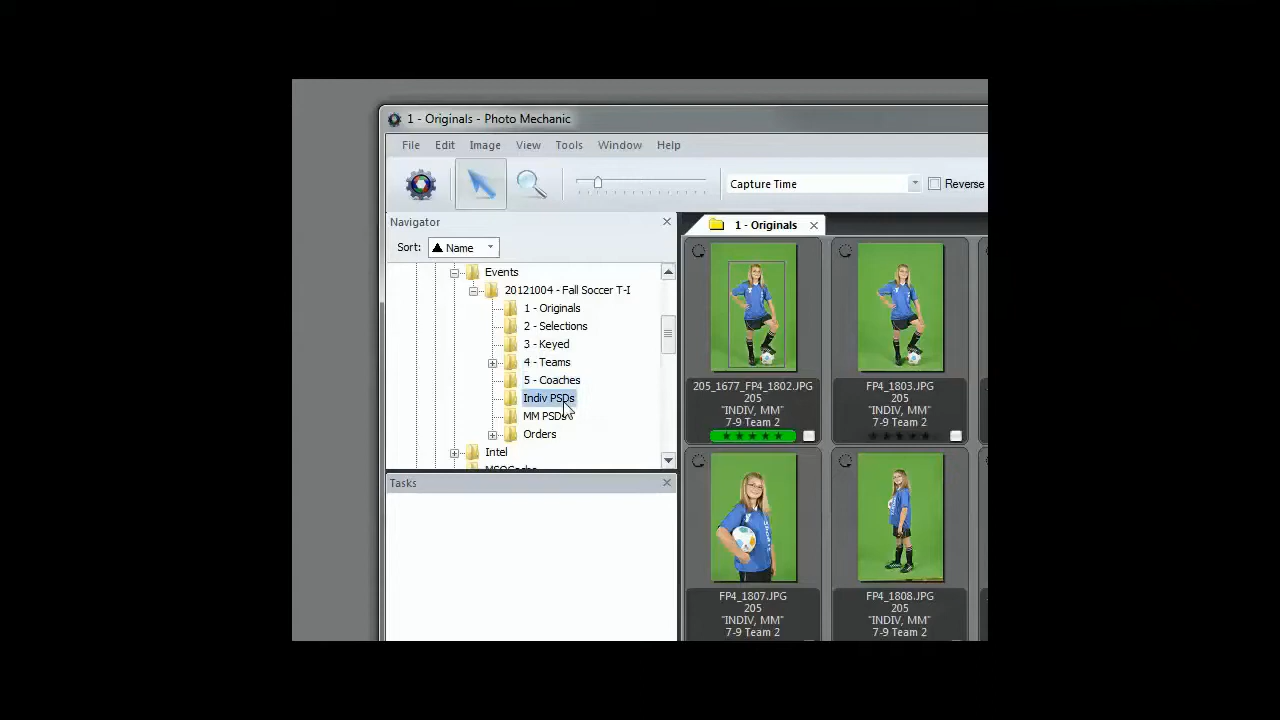 1 - Originals - Photo Mechanic
File Edit Image View Tools Window Help
Capture Time
Reverse
Navigator
Sort: Name
Events
20121004 - Fall Soccer T-I
1 - Originals
2 - Selections
3 - Keyed
4 - Teams
5 - Coaches
Indiv PSDs
MM PSDs
Orders
Intel
MSOCache
Tasks
1 - Originals
205_1677_FP4_1802.JPG
205
"INDIV, MM"
7-9 Team 2
FP4_1803.JPG
205
"INDIV, MM"
7-9 Team 2
FP4_1807.JPG
205
"INDIV, MM"
7-9 Team 2
FP4_1808.JPG
205
"INDIV, MM"
7-9 Team 2